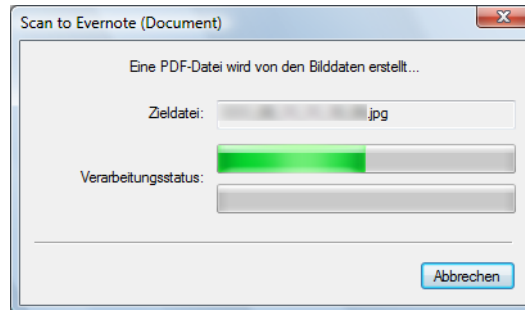 Scan to Evernote (Document)
Eine PDF-Datei wird von den Bilddaten erstellt...
Zieldatei: .jpg
Verarbeitungsstatus:
Abbrechen